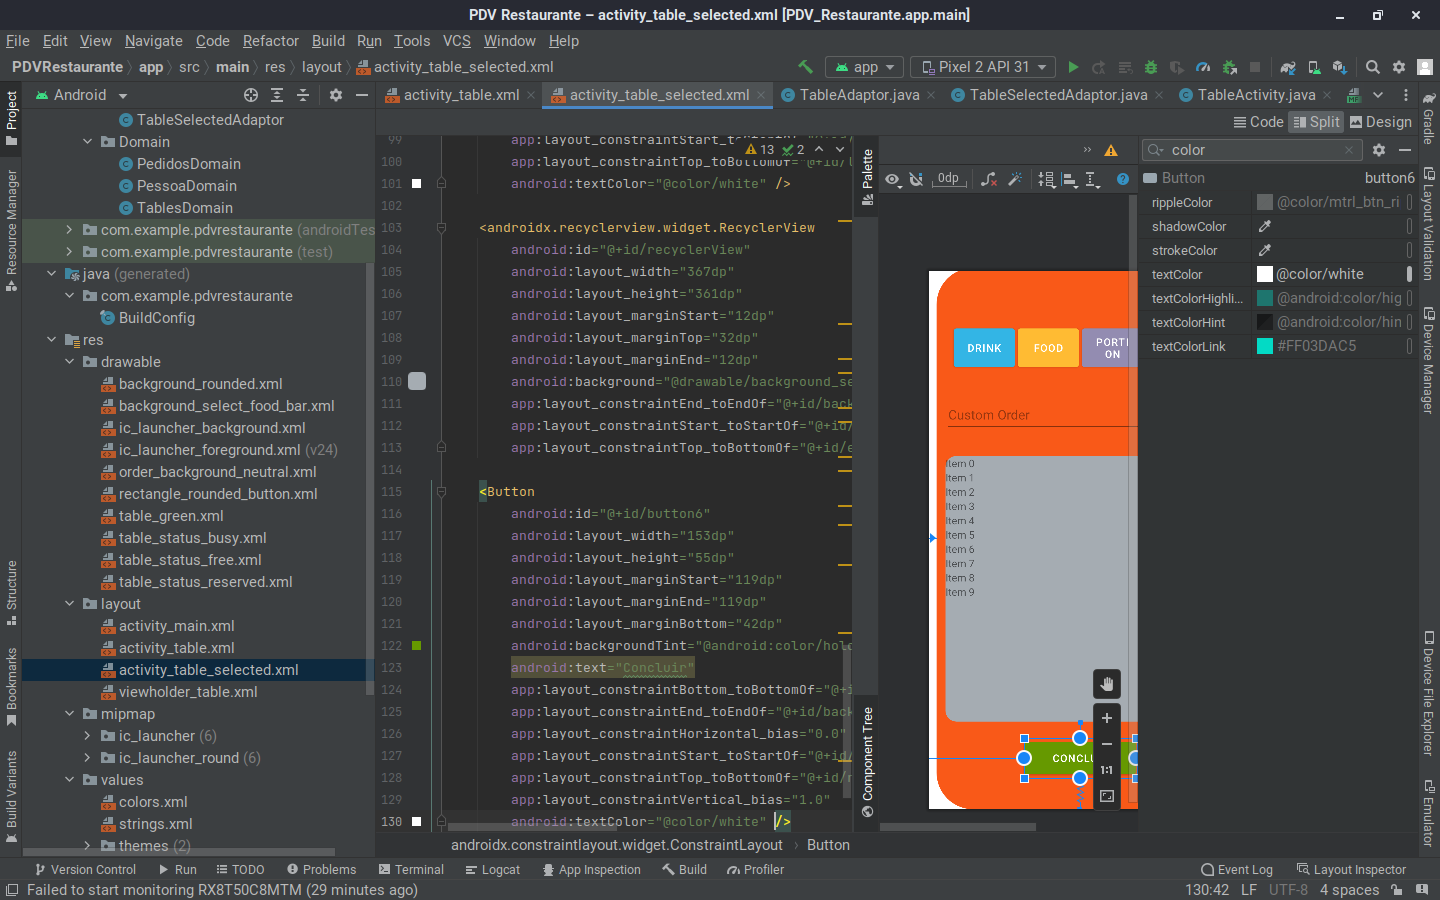 PDV Restaurante – activity_table_selected.xml [PDV_Restaurante.app.main]
File Edit View Navigate Code Refactor Build Run Tools VCS Window Help
PDVRestaurante app src main res layout activity_table_selected.xml
app Pixel 2 API 31
Android
activity_table.xml activity_table_selected.xml TableAdaptor.java TableSelectedAdaptor.java TableActivity.java
Code Split Design
Project
Resource Manager
Structure
Bookmarks
Build Variants
TableSelectedAdaptor
Domain
PedidosDomain
PessoaDomain
TablesDomain
com.example.pdvrestaurante (androidTes
com.example.pdvrestaurante (test)
java (generated)
com.example.pdvrestaurante
BuildConfig
res
drawable
background_rounded.xml
background_select_food_bar.xml
ic_launcher_background.xml
ic_launcher_foreground.xml (v24)
order_background_neutral.xml
rectangle_rounded_button.xml
table_green.xml
table_status_busy.xml
table_status_free.xml
table_status_reserved.xml
layout
activity_main.xml
activity_table.xml
activity_table_selected.xml
viewholder_table.xml
mipmap
ic_launcher (6)
ic_launcher_round (6)
values
colors.xml
strings.xml
themes (2)
13 2
99 app:layout_constraintStart_to
100 app:layout_constraintTop_toBottomOf="@+id/
101 android:textColor="@color/white" />
102
103 <androidx.recyclerview.widget.RecyclerView
104 android:id="@+id/recyclerView"
105 android:layout_width="367dp"
106 android:layout_height="361dp"
107 android:layout_marginStart="12dp"
108 android:layout_marginTop="32dp"
109 android:layout_marginEnd="12dp"
110 android:background="@drawable/background_se
111 app:layout_constraintEnd_toEndOf="@+id/back
112 app:layout_constraintStart_toStartOf="@+id/
113 app:layout_constraintTop_toBottomOf="@+id/e
114
115 <Button
116 android:id="@+id/button6"
117 android:layout_width="153dp"
118 android:layout_height="55dp"
119 android:layout_marginStart="119dp"
120 android:layout_marginEnd="119dp"
121 android:layout_marginBottom="42dp"
122 android:backgroundTint="@android:color/holo
123 android:text="Concluir"
124 app:layout_constraintBottom_toBottomOf="@+i
125 app:layout_constraintEnd_toEndOf="@+id/back
126 app:layout_constraintHorizontal_bias="0.0"
127 app:layout_constraintStart_toStartOf="@+id/
128 app:layout_constraintTop_toBottomOf="@+id/r
129 app:layout_constraintVertical_bias="1.0"
130 android:textColor="@color/white" />
androidx.constraintlayout.widget.ConstraintLayout Button
Palette
Component Tree
0dp
DRINK FOOD PORTI
ON
Custom Order
Item 0
Item 1
Item 2
Item 3
Item 4
Item 5
Item 6
Item 7
Item 8
Item 9
CONCLU
1:1
color
Button button6
rippleColor @color/mtrl_btn_ri
shadowColor
strokeColor
textColor @color/white
textColorHighli... @android:color/hig
textColorHint @android:color/hin
textColorLink #FF03DAC5
Gradle
Layout Validation
Device Manager
Device File Explorer
Emulator
Version Control Run TODO Problems Terminal Logcat App Inspection Build Profiler Event Log Layout Inspector
Failed to start monitoring RX8T50C8MTM (29 minutes ago) 130:42 LF UTF-8 4 spaces